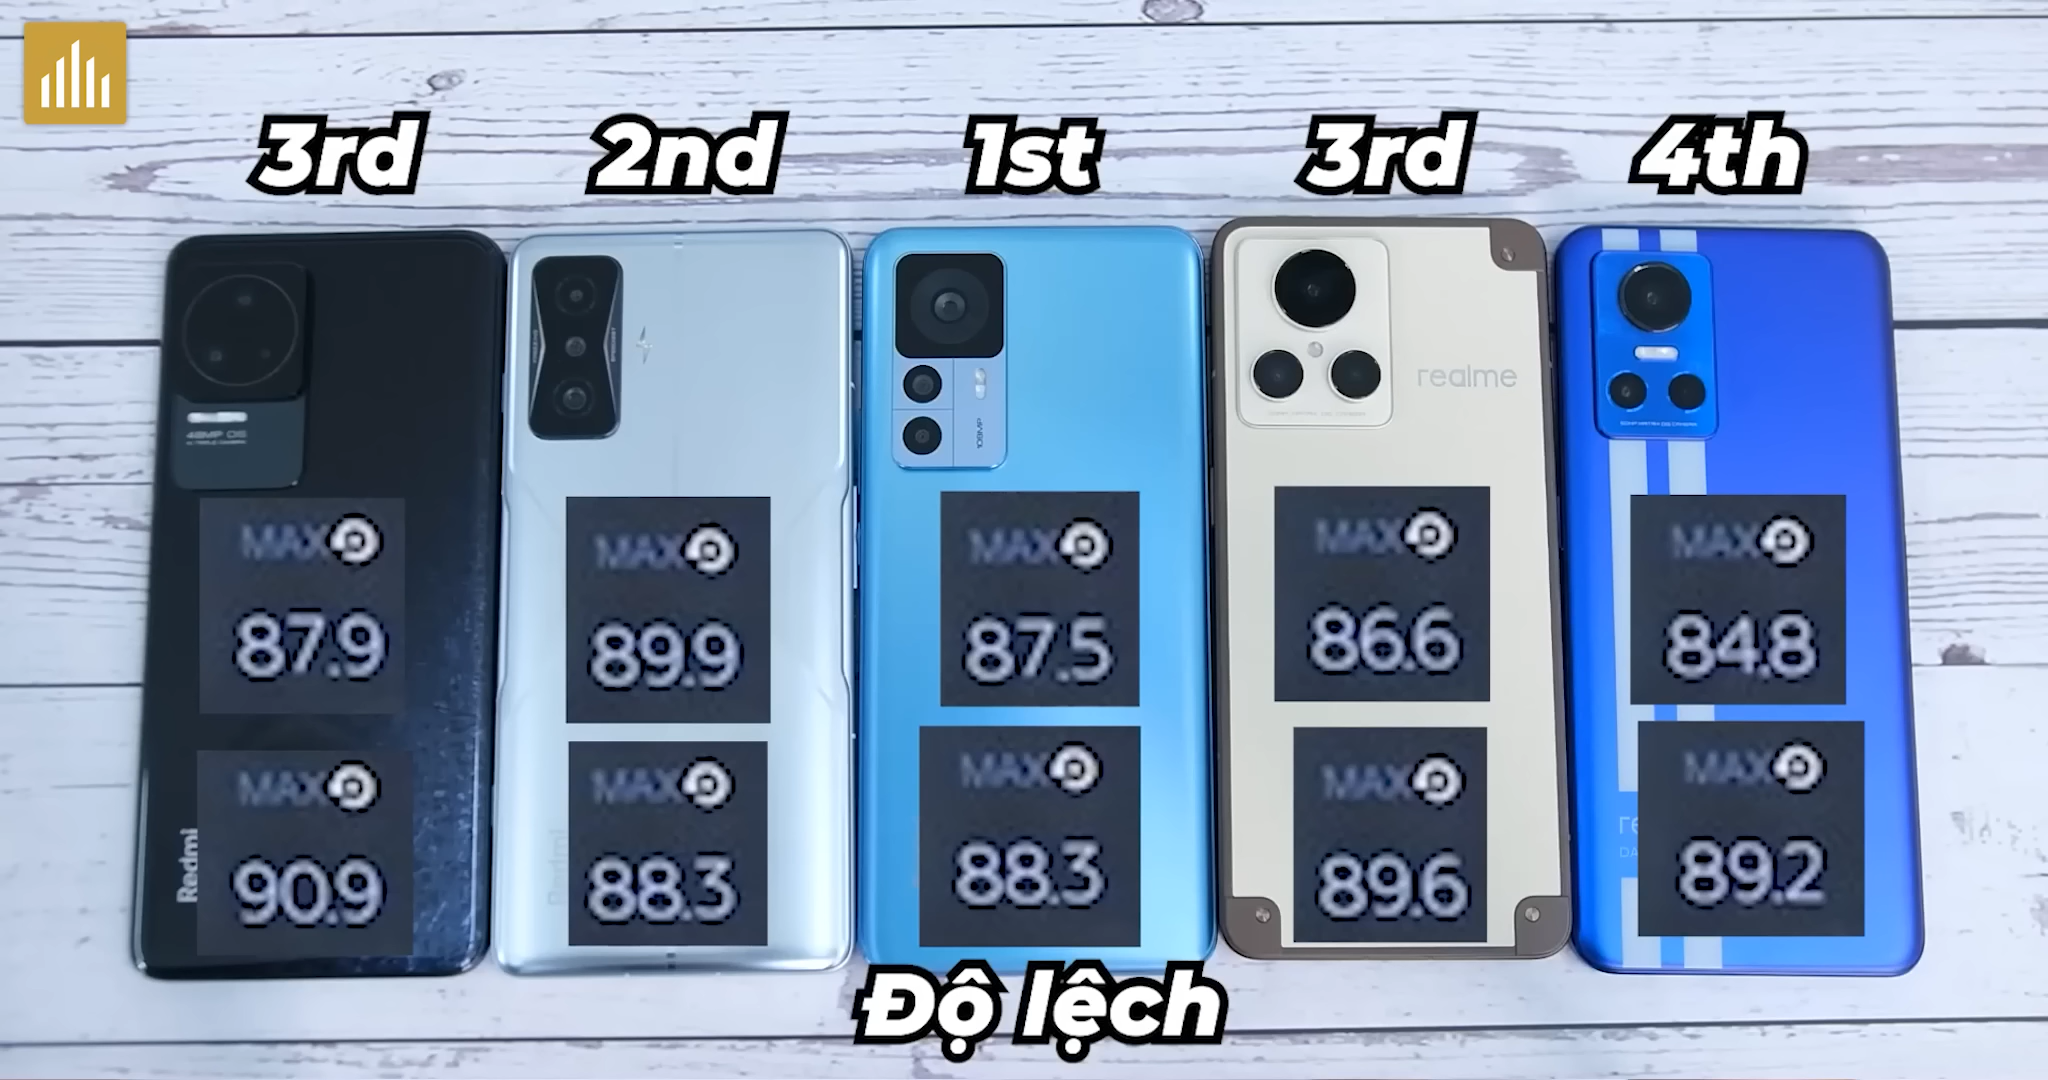 3rd 2nd 1st 3rd 4th
realme
48MP OIS
108MP
MAX MAX MAX MAX MAX
87.9 89.9 87.5 86.6 84.8
MAX MAX MAX MAX MAX
90.9 88.3 88.3 89.6 89.2
Redmi
Redmi
Độ lệch